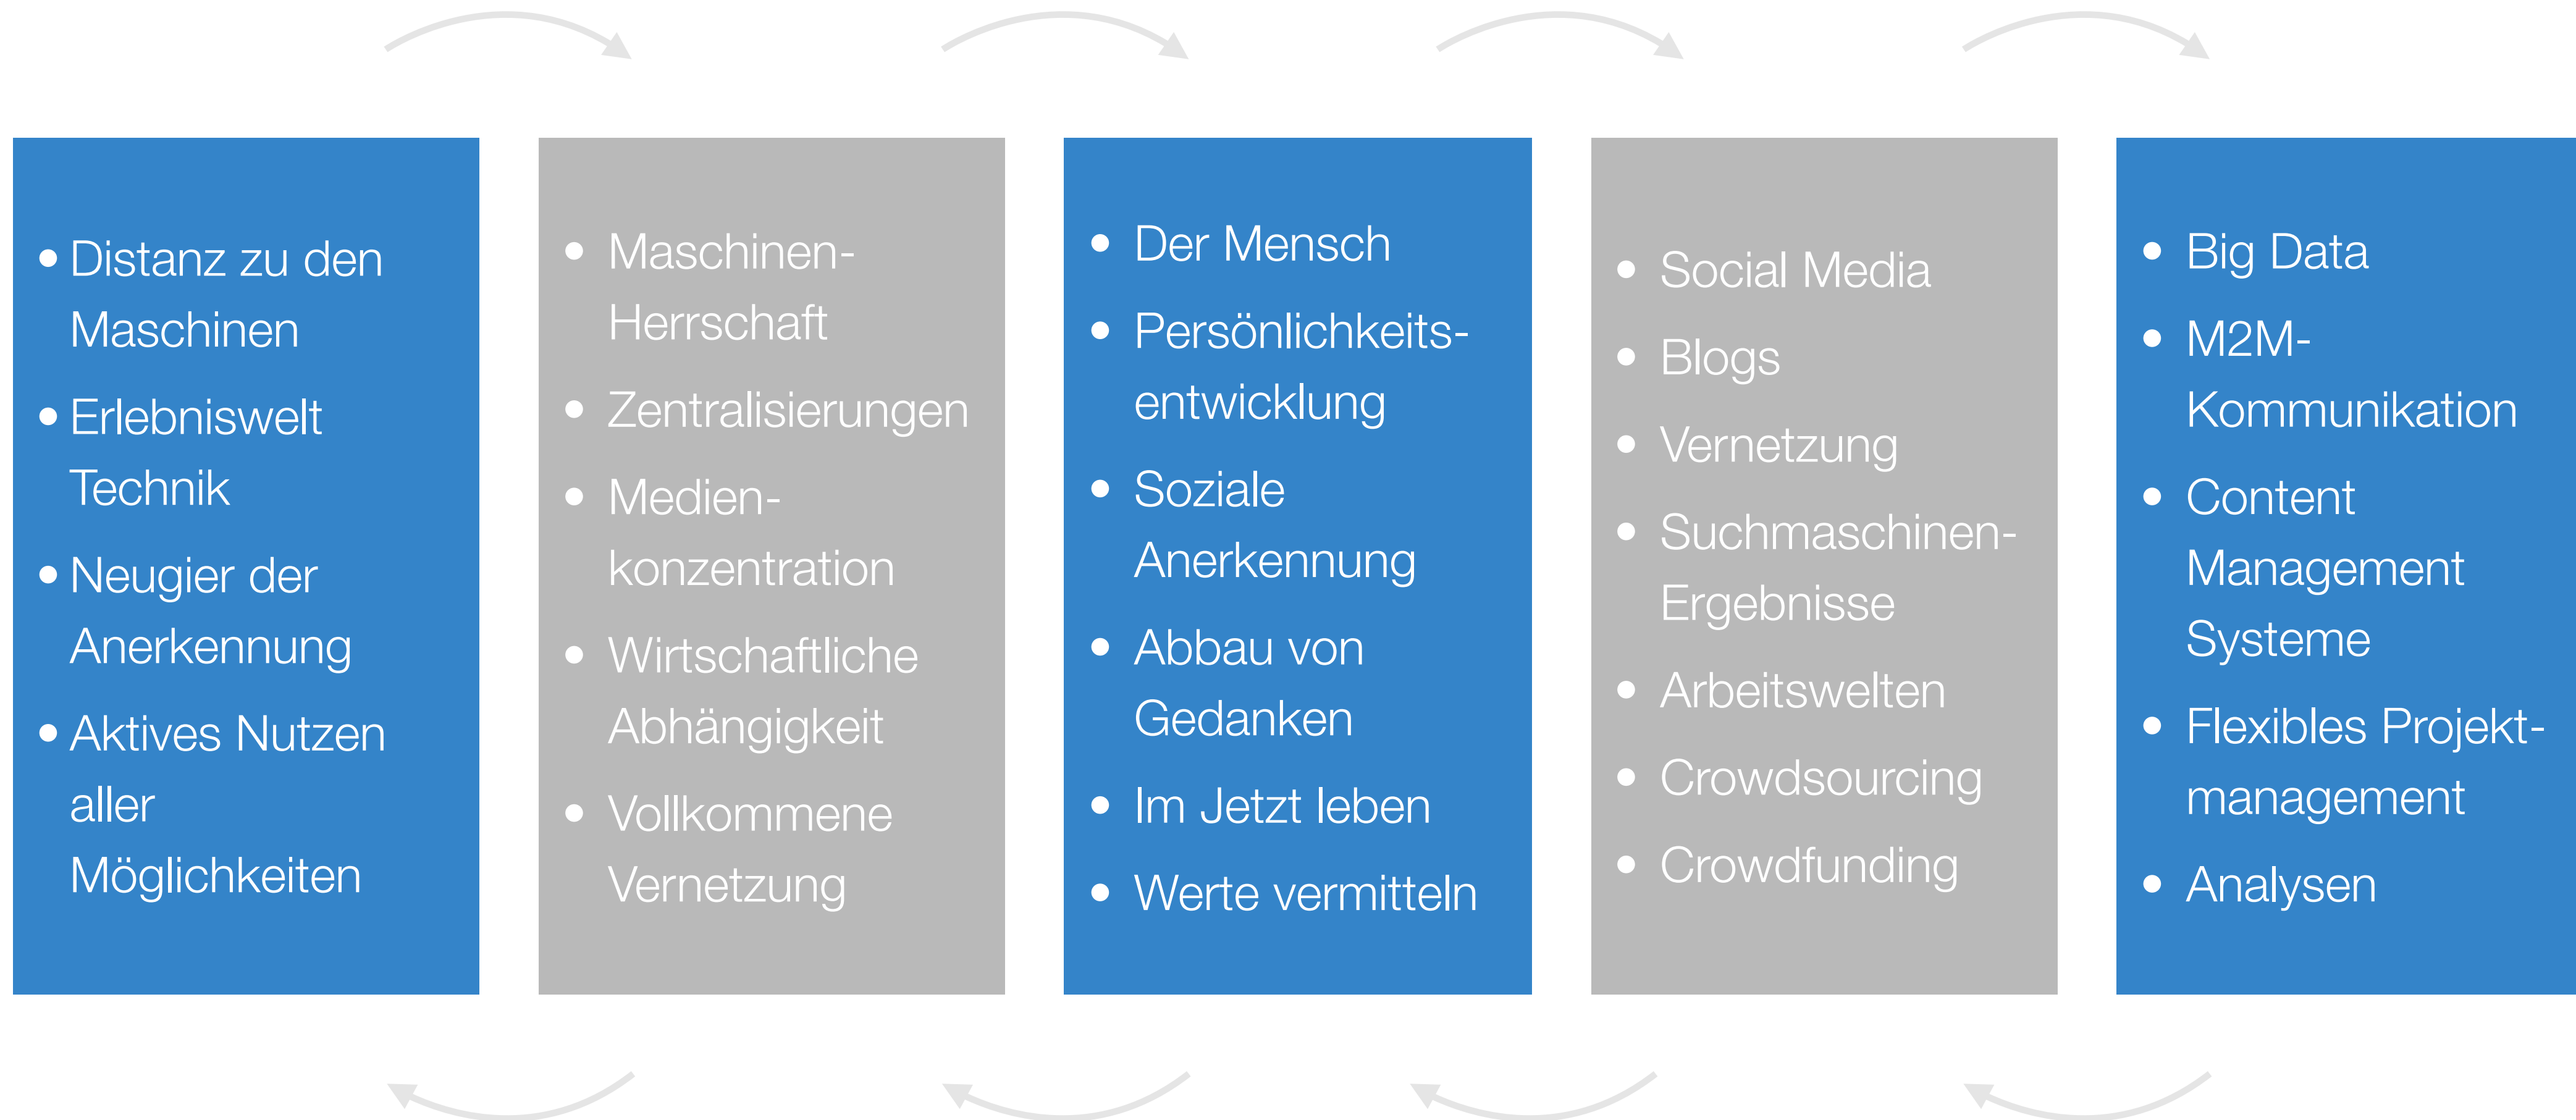 • Distanz zu den
Maschinen
• Erlebniswelt
Technik
• Neugier der
Anerkennung
• Aktives Nutzen
aller
Möglichkeiten
• Maschinen-
Herrschaft
• Zentralisierungen
• Medien-
konzentration
• Wirtschaftliche
Abhängigkeit
• Vollkommene
Vernetzung
• Der Mensch
• Persönlichkeits-
entwicklung
• Soziale
Anerkennung
• Abbau von
Gedanken
• Im Jetzt leben
• Werte vermitteln
• Social Media
• Blogs
• Vernetzung
• Suchmaschinen-
Ergebnisse
• Arbeitswelten
• Crowdsourcing
• Crowdfunding
• Big Data
• M2M-
Kommunikation
• Content
Management
Systeme
• Flexibles Projekt-
management
• Analysen